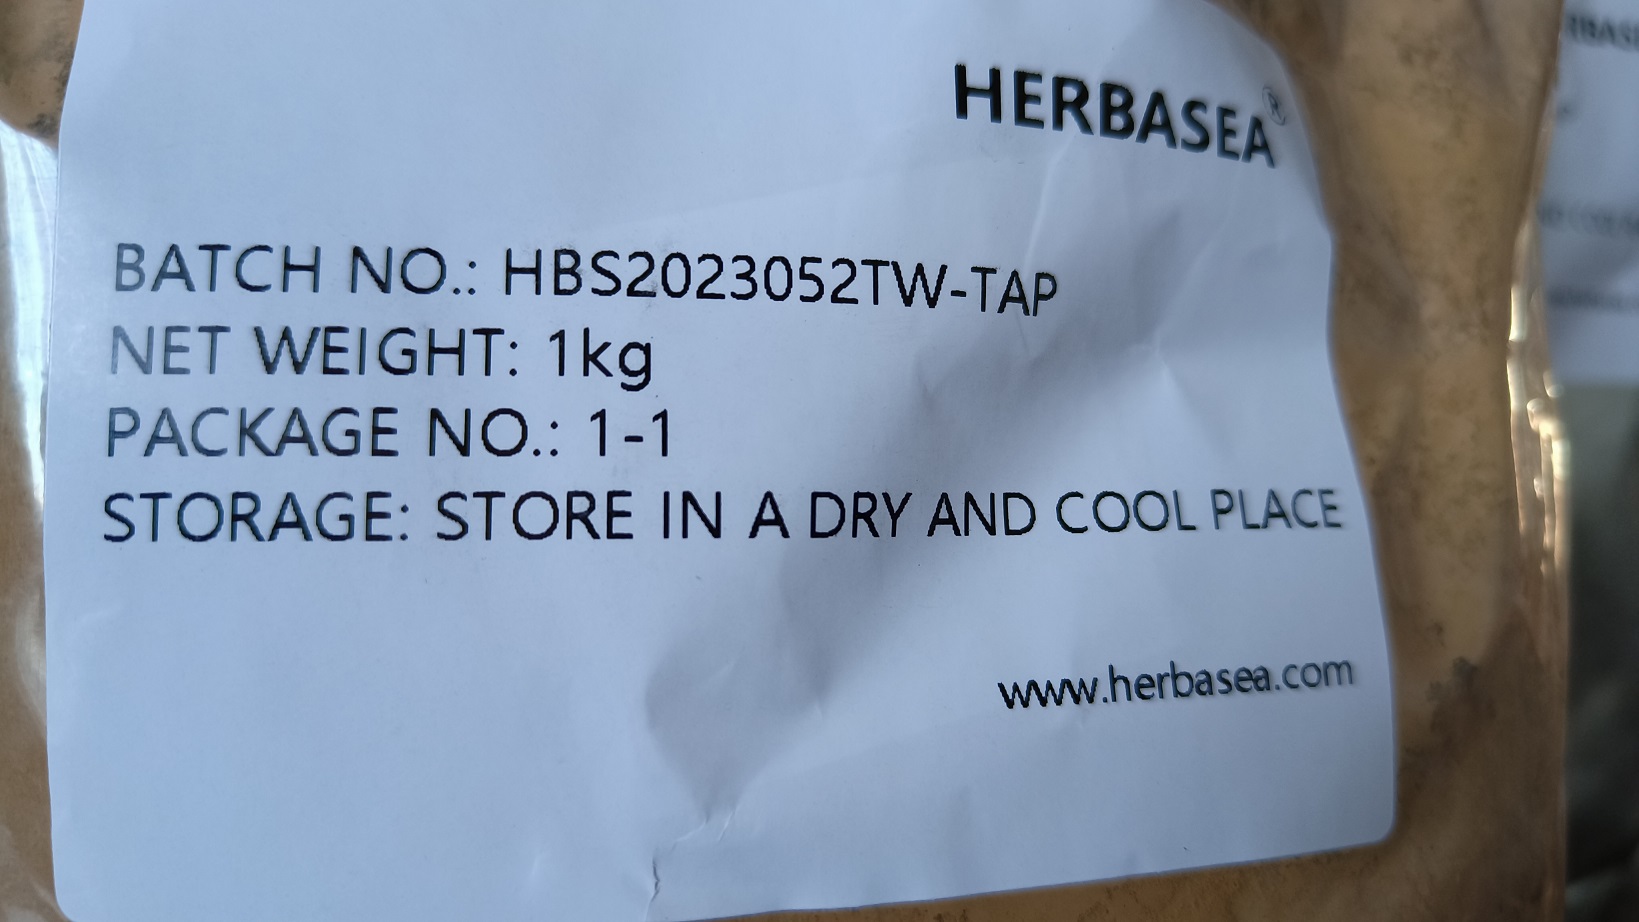 HERBASEA®
BATCH NO.: HBS2023052TW-TAP
NET WEIGHT: 1kg
PACKAGE NO.: 1-1
STORAGE: STORE IN A DRY AND COOL PLACE
www.herbasea.com